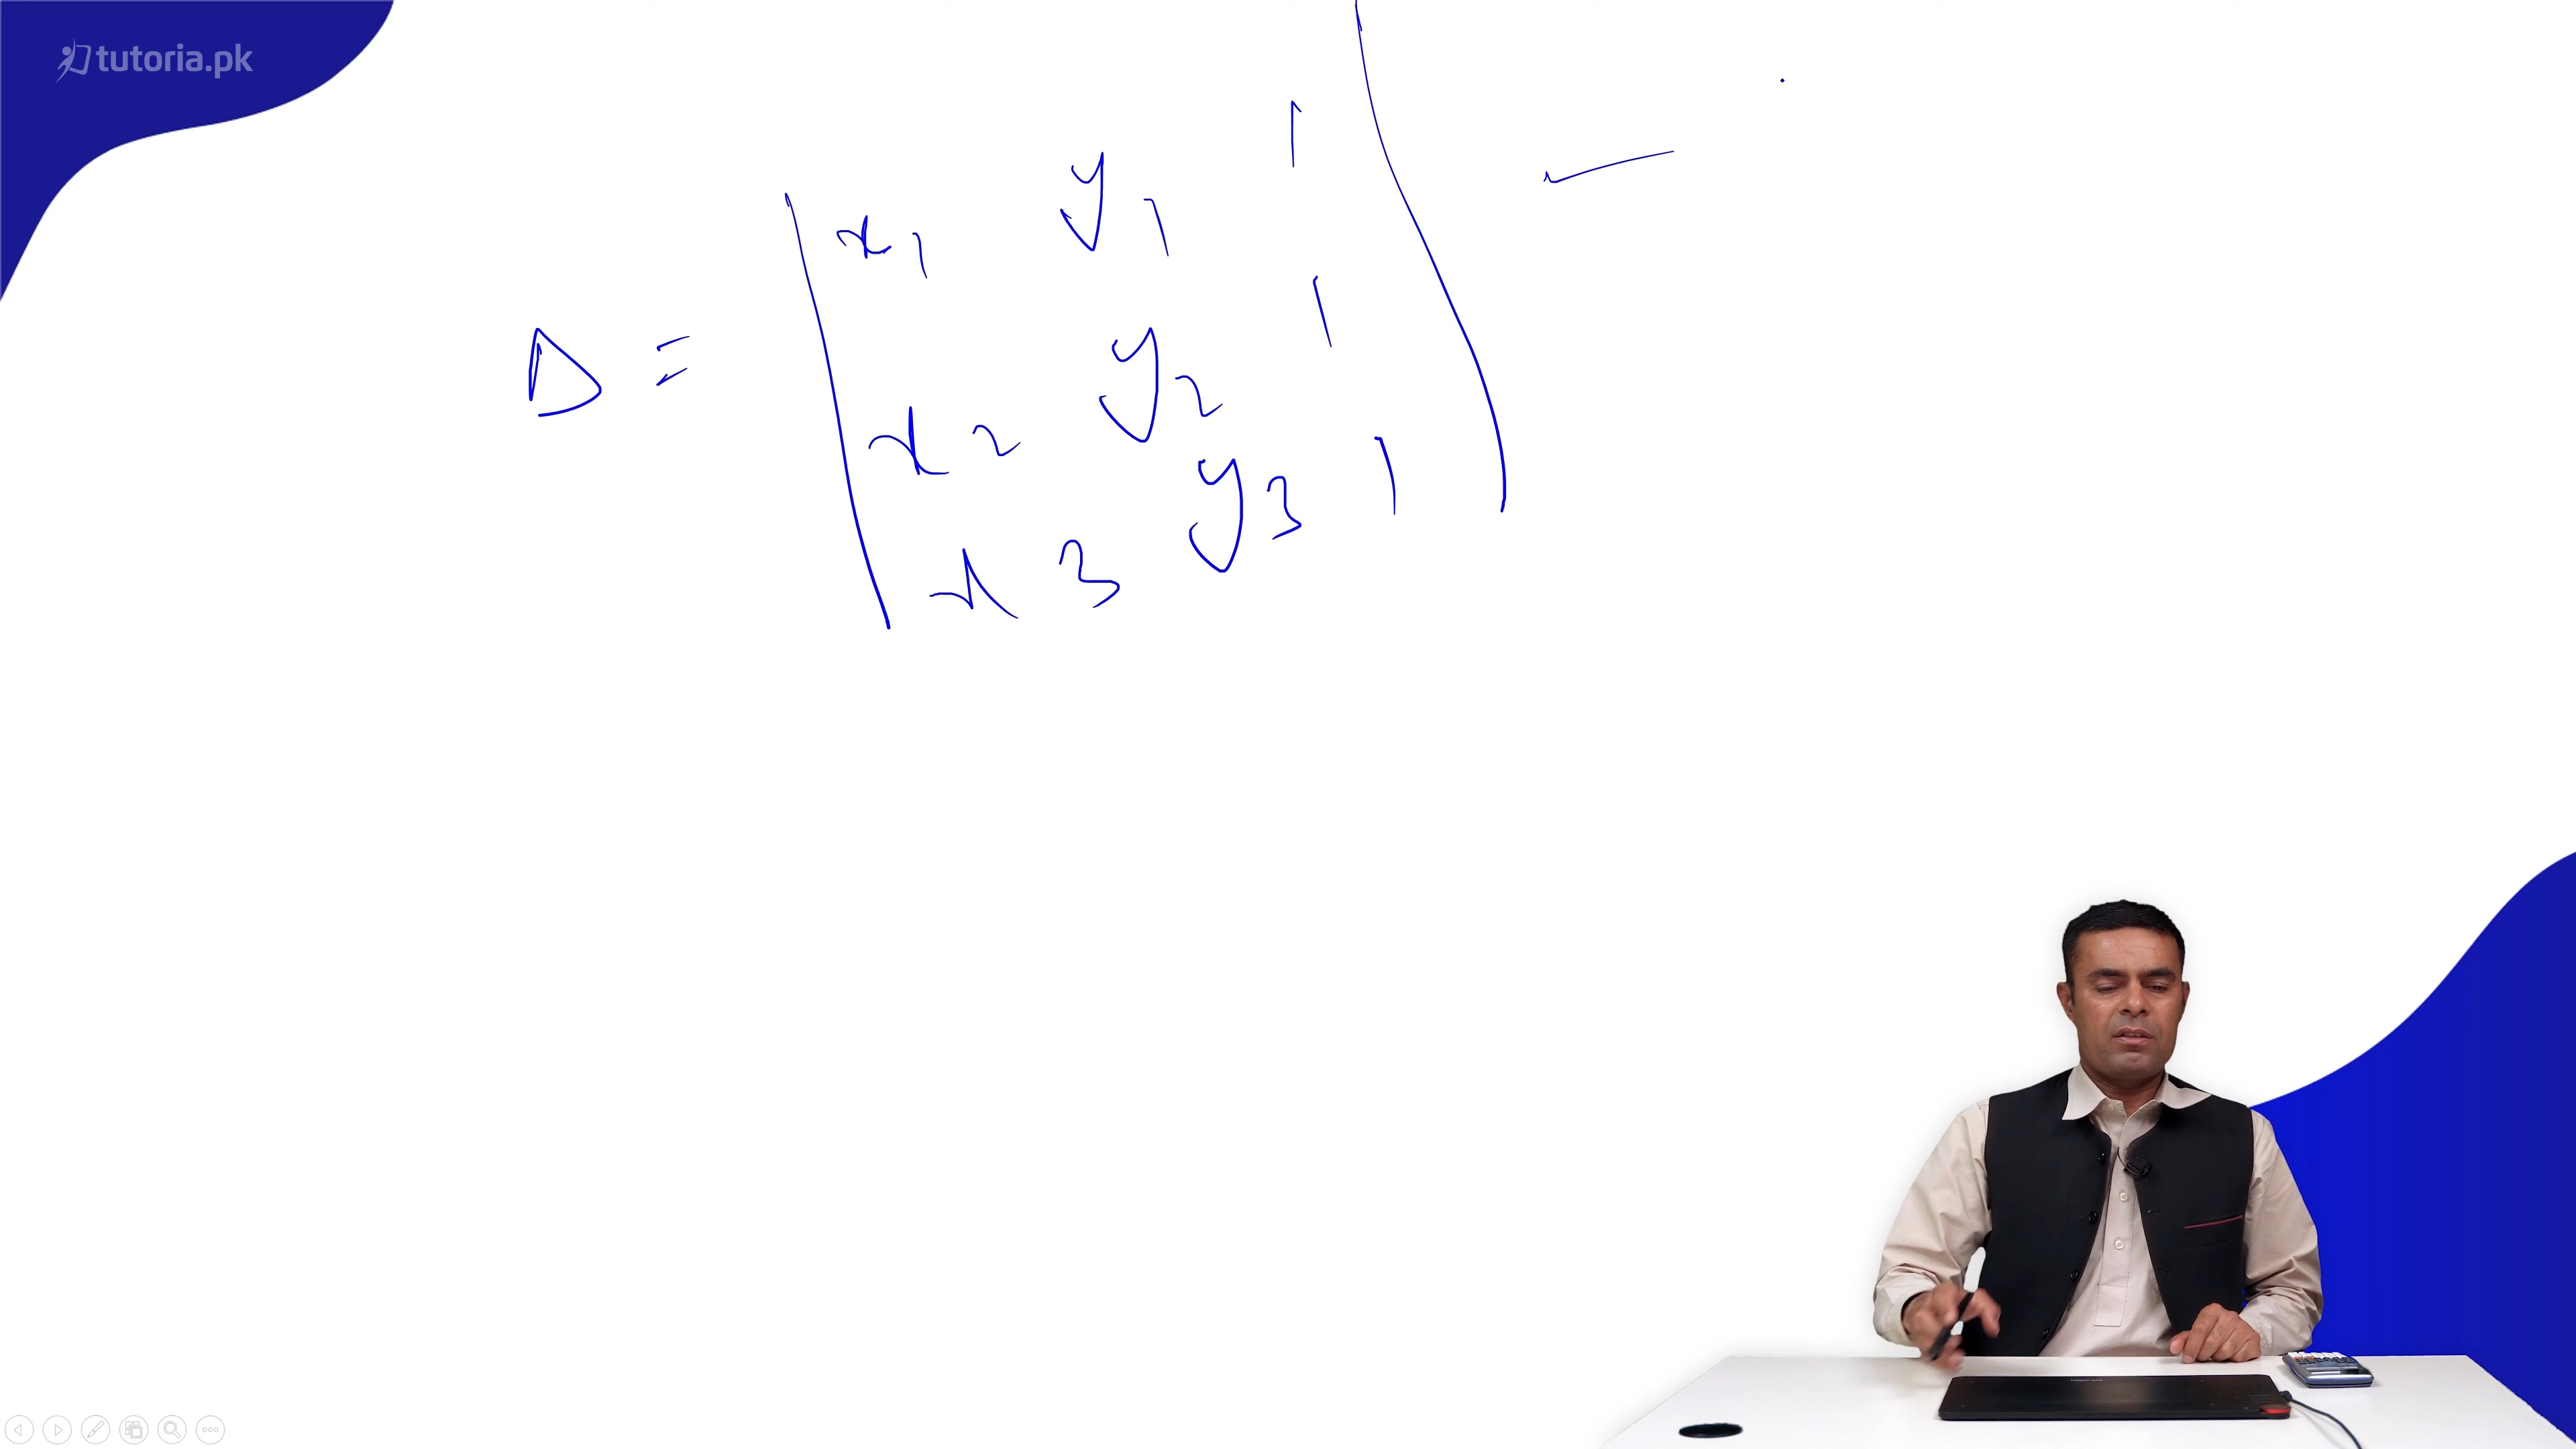 tutoria.pk
x1 y1 1
Δ = x2 y2 1
x3 y3 1